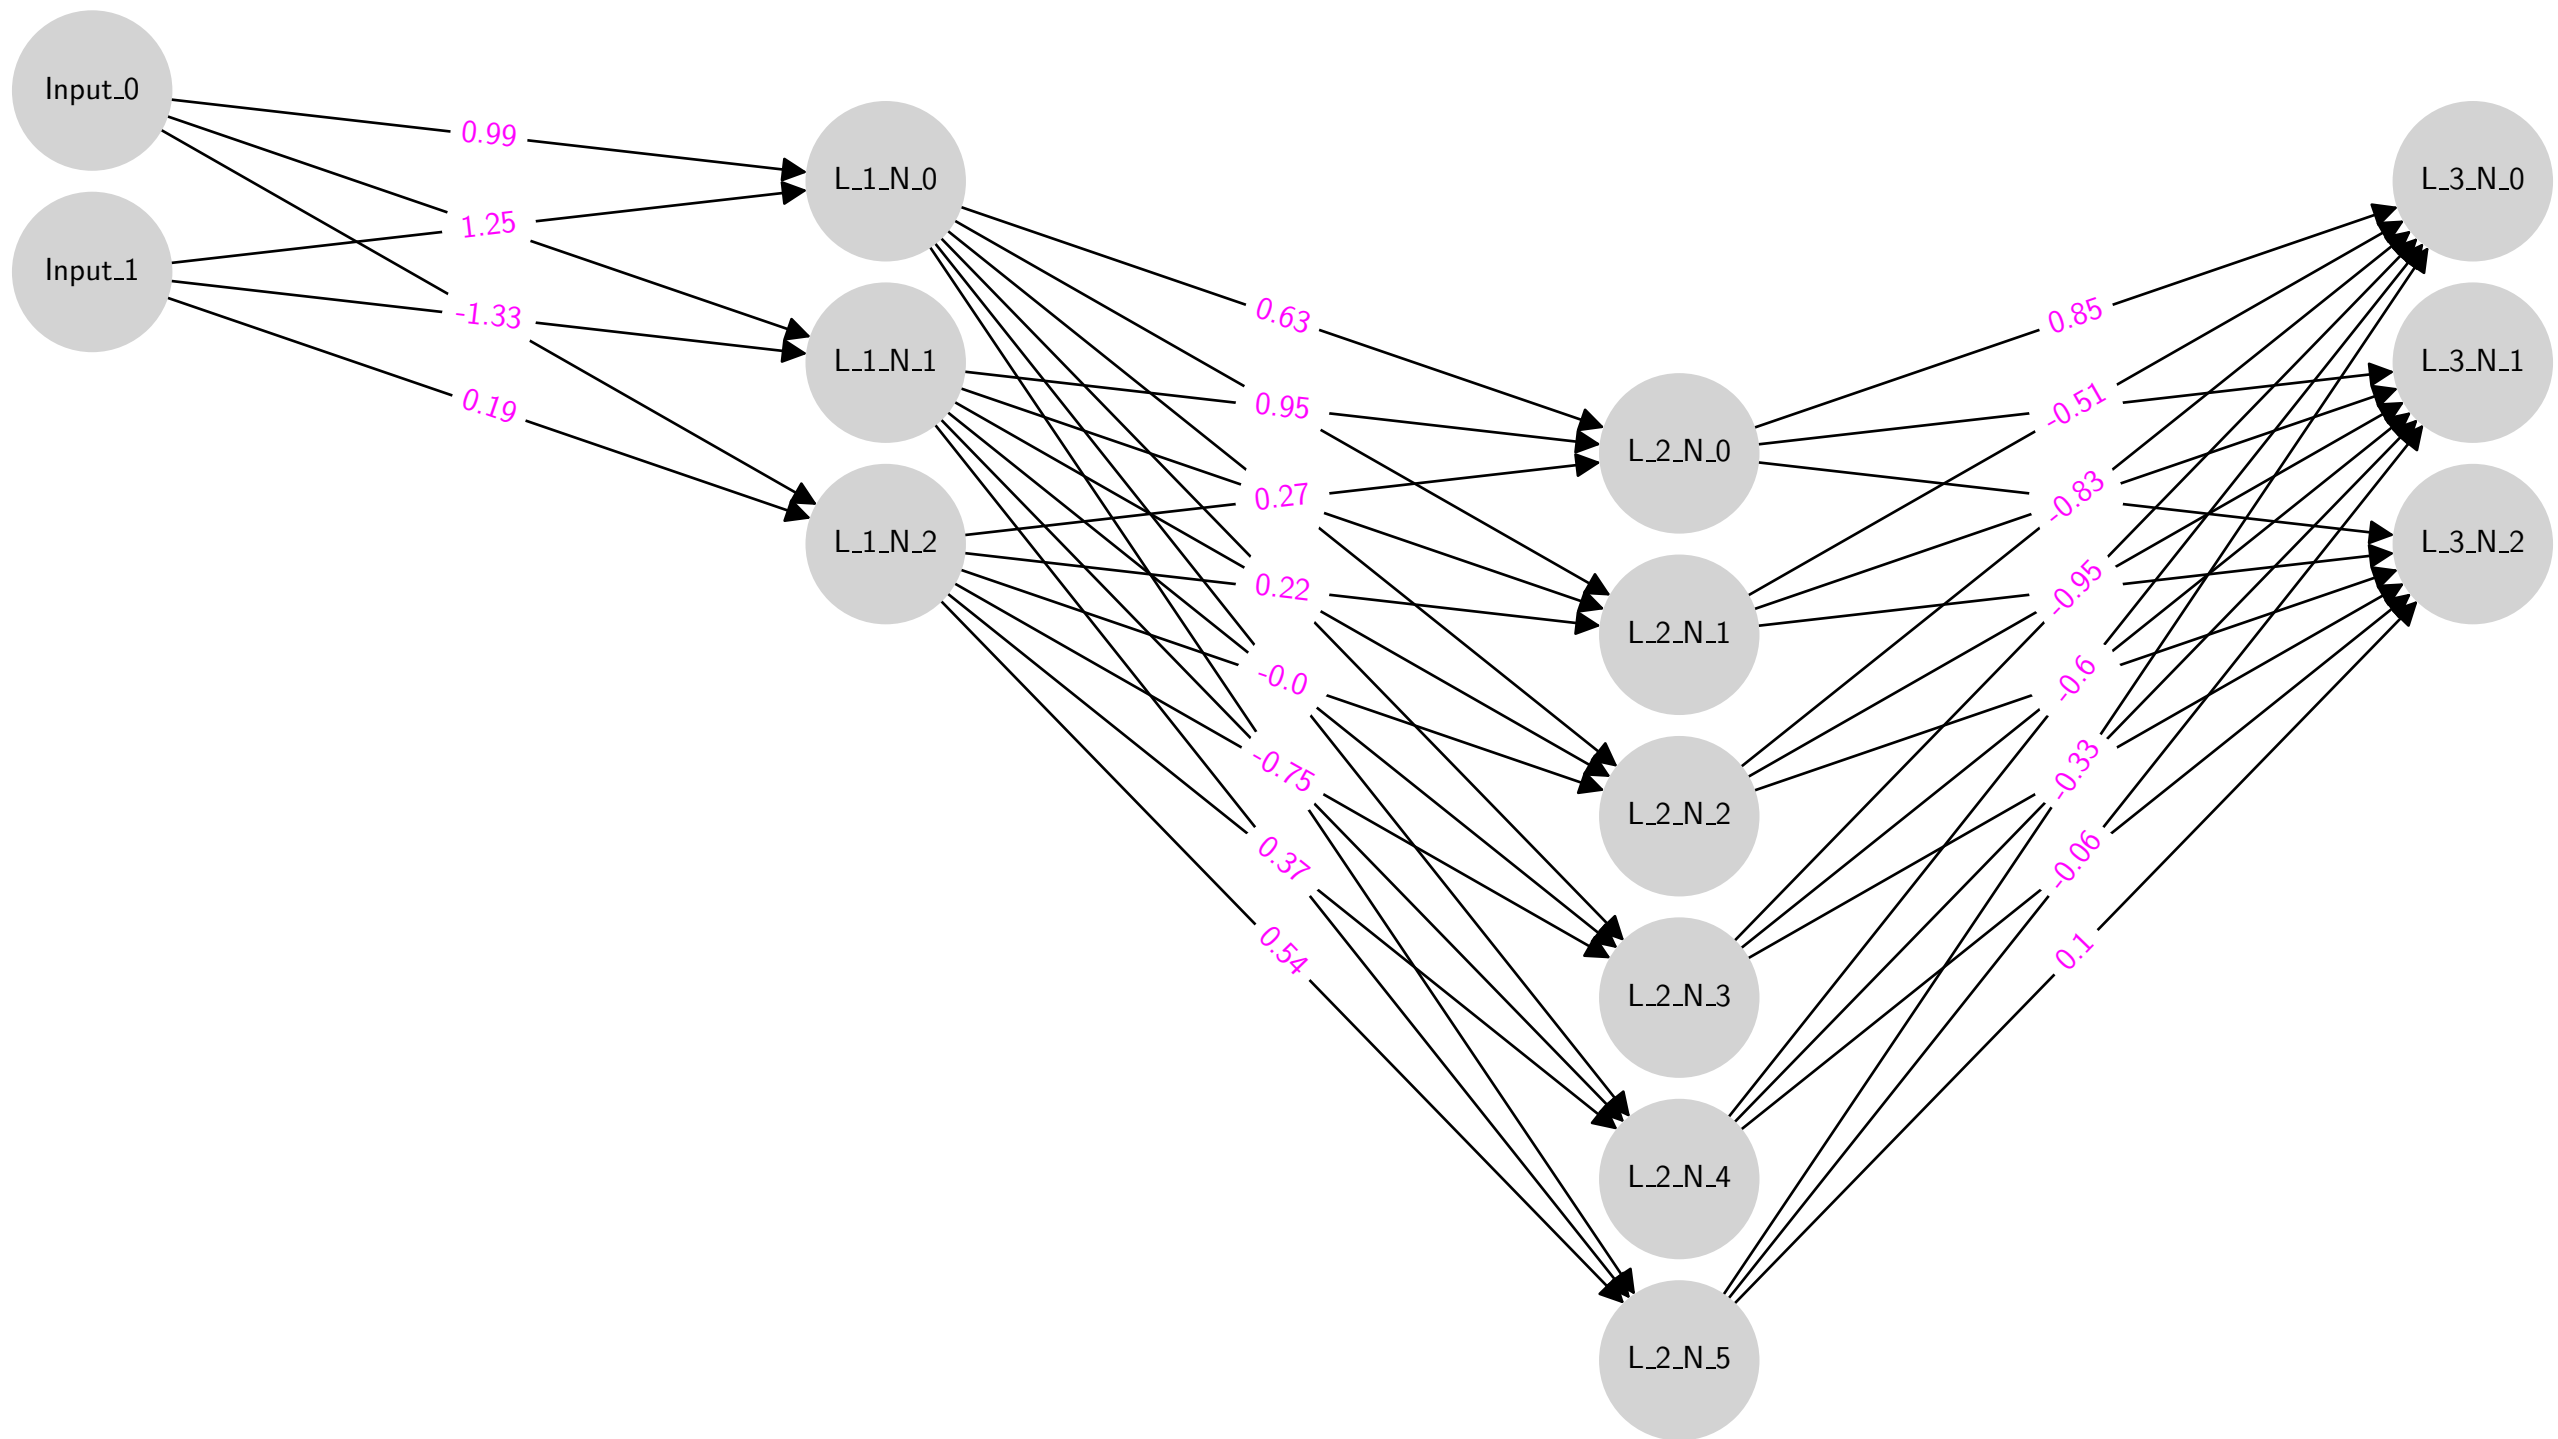 Input_0
Input_1
0.99
1.25
-1.33
0.19
L_1_N_0
L_1_N_1
L_1_N_2
0.63
0.95
0.27
0.22
-0.0
-0.75
0.37
0.54
L_2_N_0
L_2_N_1
L_2_N_2
L_2_N_3
L_2_N_4
L_2_N_5
0.85
-0.51
-0.83
-0.95
-0.6
-0.33
-0.06
0.1
L_3_N_0
L_3_N_1
L_3_N_2